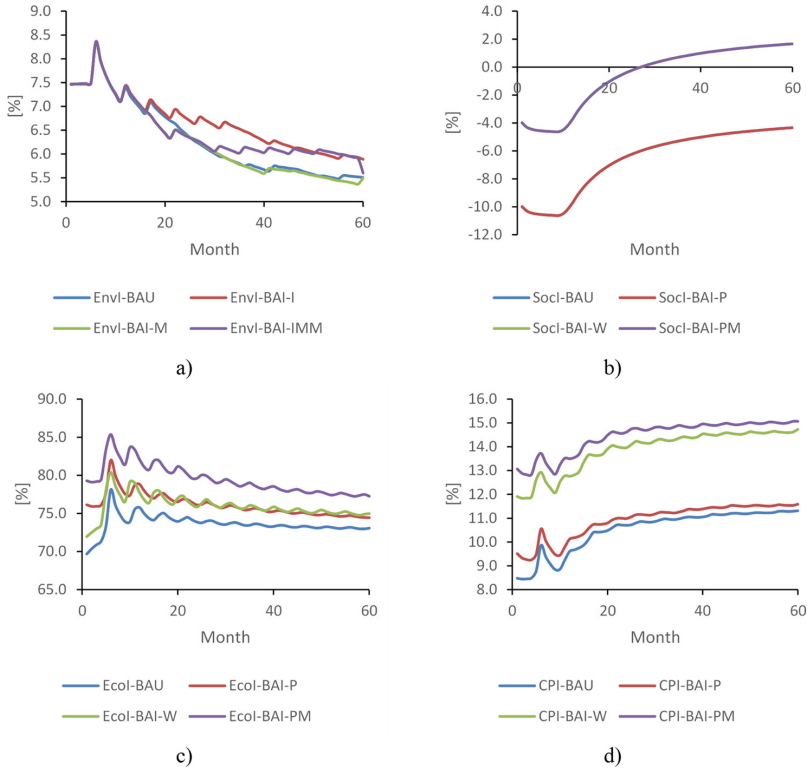 9.0
8.5
8.0
7.5
7.0
6.5
6.0
5.5
5.0
[%]
0 20 40 60
Month
EnvI-BAU EnvI-BAI-I
EnvI-BAI-M EnvI-BAI-IMM
a)
4.0
2.0
0.0
-2.0
-4.0
-6.0
-8.0
-10.0
-12.0
[%]
0 20 40 60
Month
SocI-BAU SocI-BAI-P
SocI-BAI-W SocI-BAI-PM
b)
90.0
85.0
80.0
75.0
70.0
65.0
[%]
0 20 40 60
Month
EcoI-BAU EcoI-BAI-P
EcoI-BAI-W EcoI-BAI-PM
c)
16.0
15.0
14.0
13.0
12.0
11.0
10.0
9.0
8.0
[%]
0 20 40 60
Month
CPI-BAU CPI-BAI-P
CPI-BAI-W CPI-BAI-PM
d)